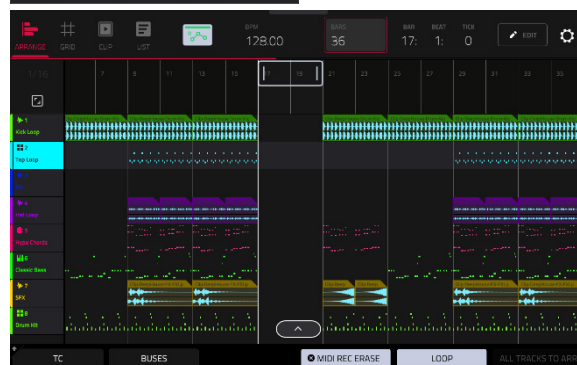 ARRANGE GRID CLIP LIST
BPM 128.00
BARS 36
BAR BEAT TICK
17: 1: 0
EDIT
1/16 7 9 11 13 15 17 19 21 23 25 27 29 31 33 35
1
Kick Loop
2
Top Loop
Hat Loop
5
Hype Chords
6
Classic Bass
7
SFX
8
Drum Kit
TC BUSES MIDI REC ERASE LOOP ALL TRACKS TO ARR